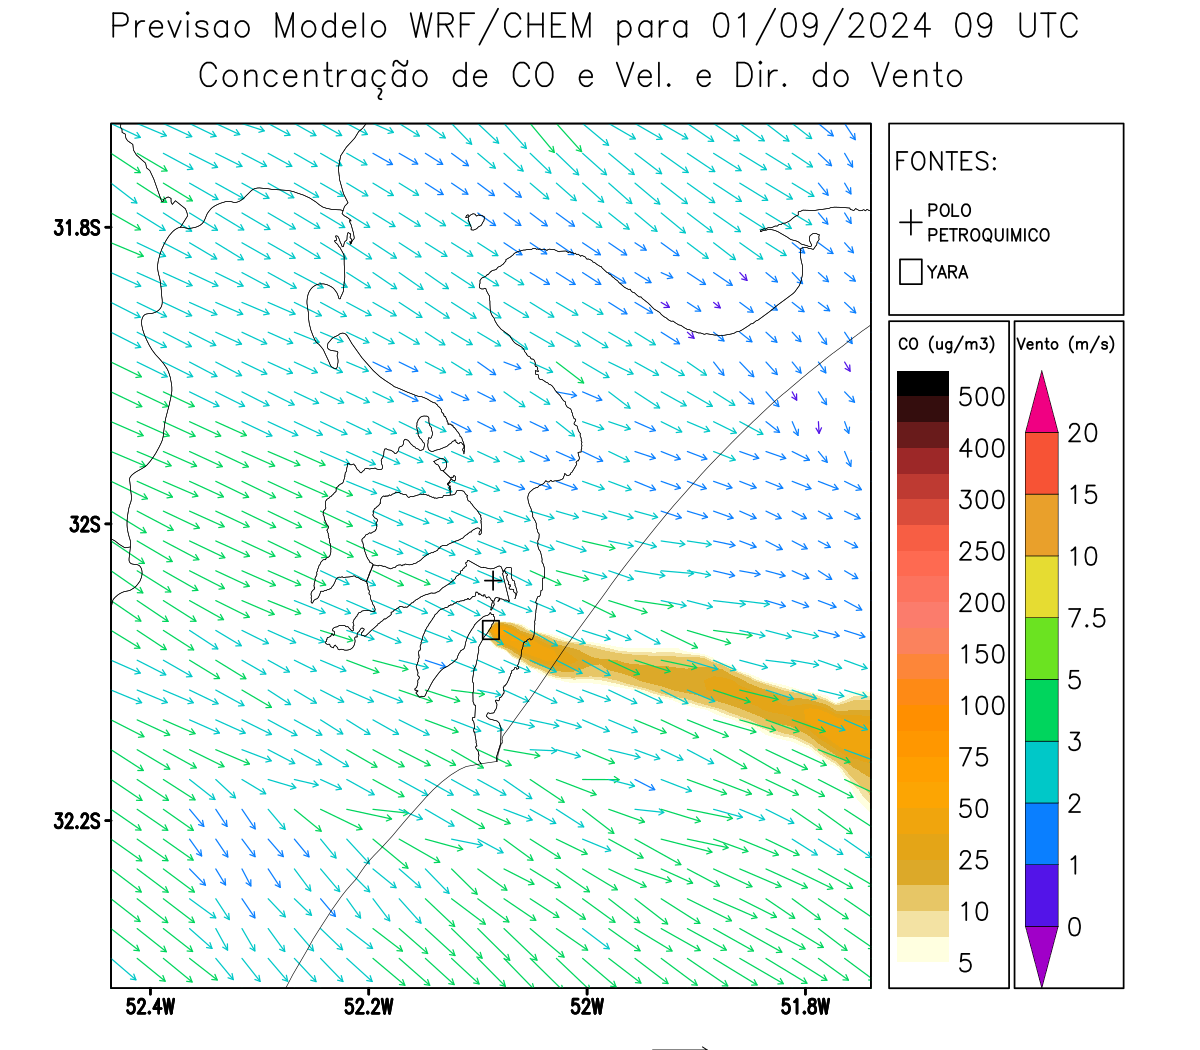 Previsao Modelo WRF/CHEM para 01/09/2024 09 UTC
Concentração de CO e Vel. e Dir. do Vento
FONTES:
POLO
PETROQUIMICO
YARA
CO (ug/m3)
500
400
300
250
200
150
100
75
50
25
10
5
Vento (m/s)
20
15
10
7.5
5
3
2
1
0
31.8S
32S
32.2S
52.4W
52.2W
52W
51.8W